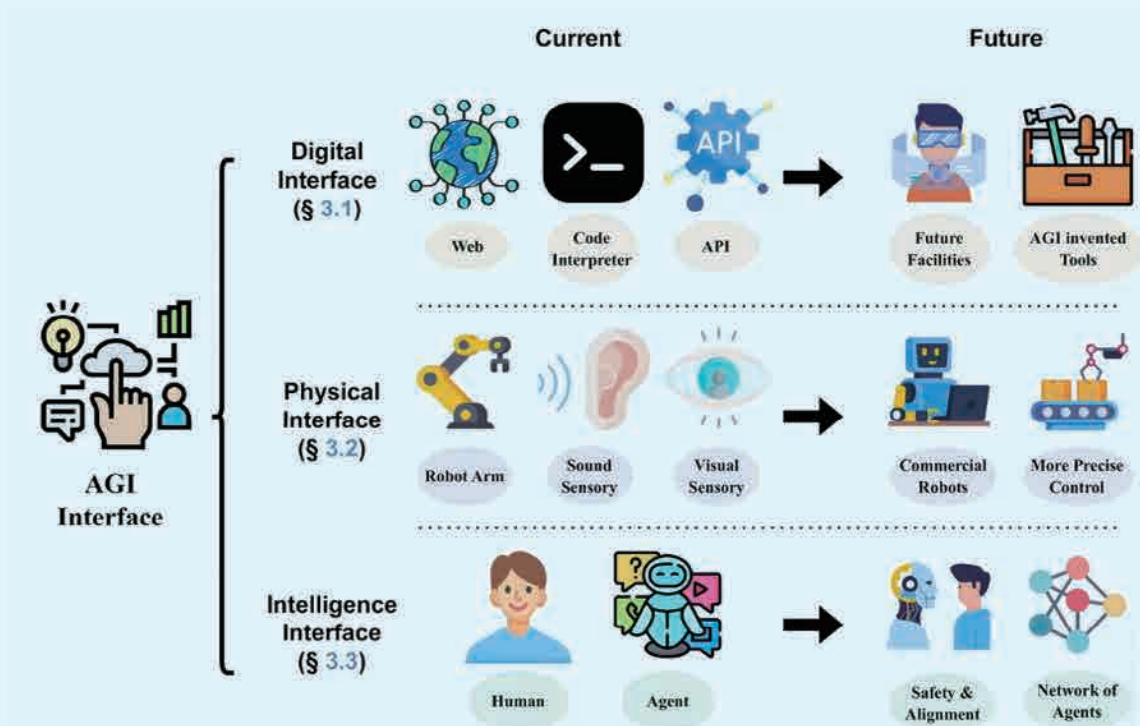 Current
Future
Digital
Interface
(§ 3.1)
>_
API
Web
Code
Interpreter
API
Future
Facilities
AGI invented
Tools
Physical
Interface
(§ 3.2)
Robot Arm
Sound
Sensory
Visual
Sensory
Commercial
Robots
More Precise
Control
AGI
Interface
Intelligence
Interface
(§ 3.3)
?
Human
Agent
Safety &
Alignment
Network of
Agents